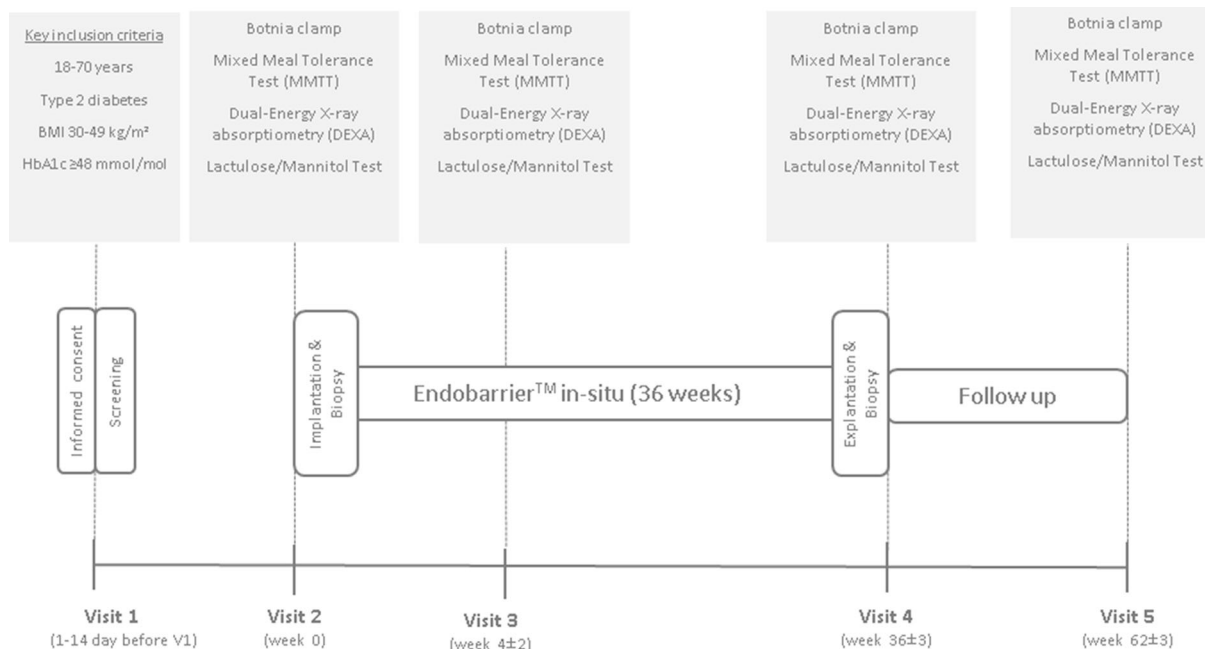 Key inclusion criteria
18-70 years
Type 2 diabetes
BMI 30-49 kg/m²
HbA1c ≥48 mmol/mol
Botnia clamp
Mixed Meal Tolerance
Test (MMTT)
Dual-Energy X-ray
absorptiometry (DEXA)
Lactulose/Mannitol Test
Botnia clamp
Mixed Meal Tolerance
Test (MMTT)
Dual-Energy X-ray
absorptiometry (DEXA)
Lactulose/Mannitol Test
Botnia clamp
Mixed Meal Tolerance
Test (MMTT)
Dual-Energy X-ray
absorptiometry (DEXA)
Lactulose/Mannitol Test
Botnia clamp
Mixed Meal Tolerance
Test (MMTT)
Dual-Energy X-ray
absorptiometry (DEXA)
Lactulose/Mannitol Test
Informed consent
Screening
Implantation &
Biopsy
Endobarrier™ in-situ (36 weeks)
Explantation &
Biopsy
Follow up
Visit 1
(1-14 day before V1)
Visit 2
(week 0)
Visit 3
(week 4±2)
Visit 4
(week 36±3)
Visit 5
(week 62±3)